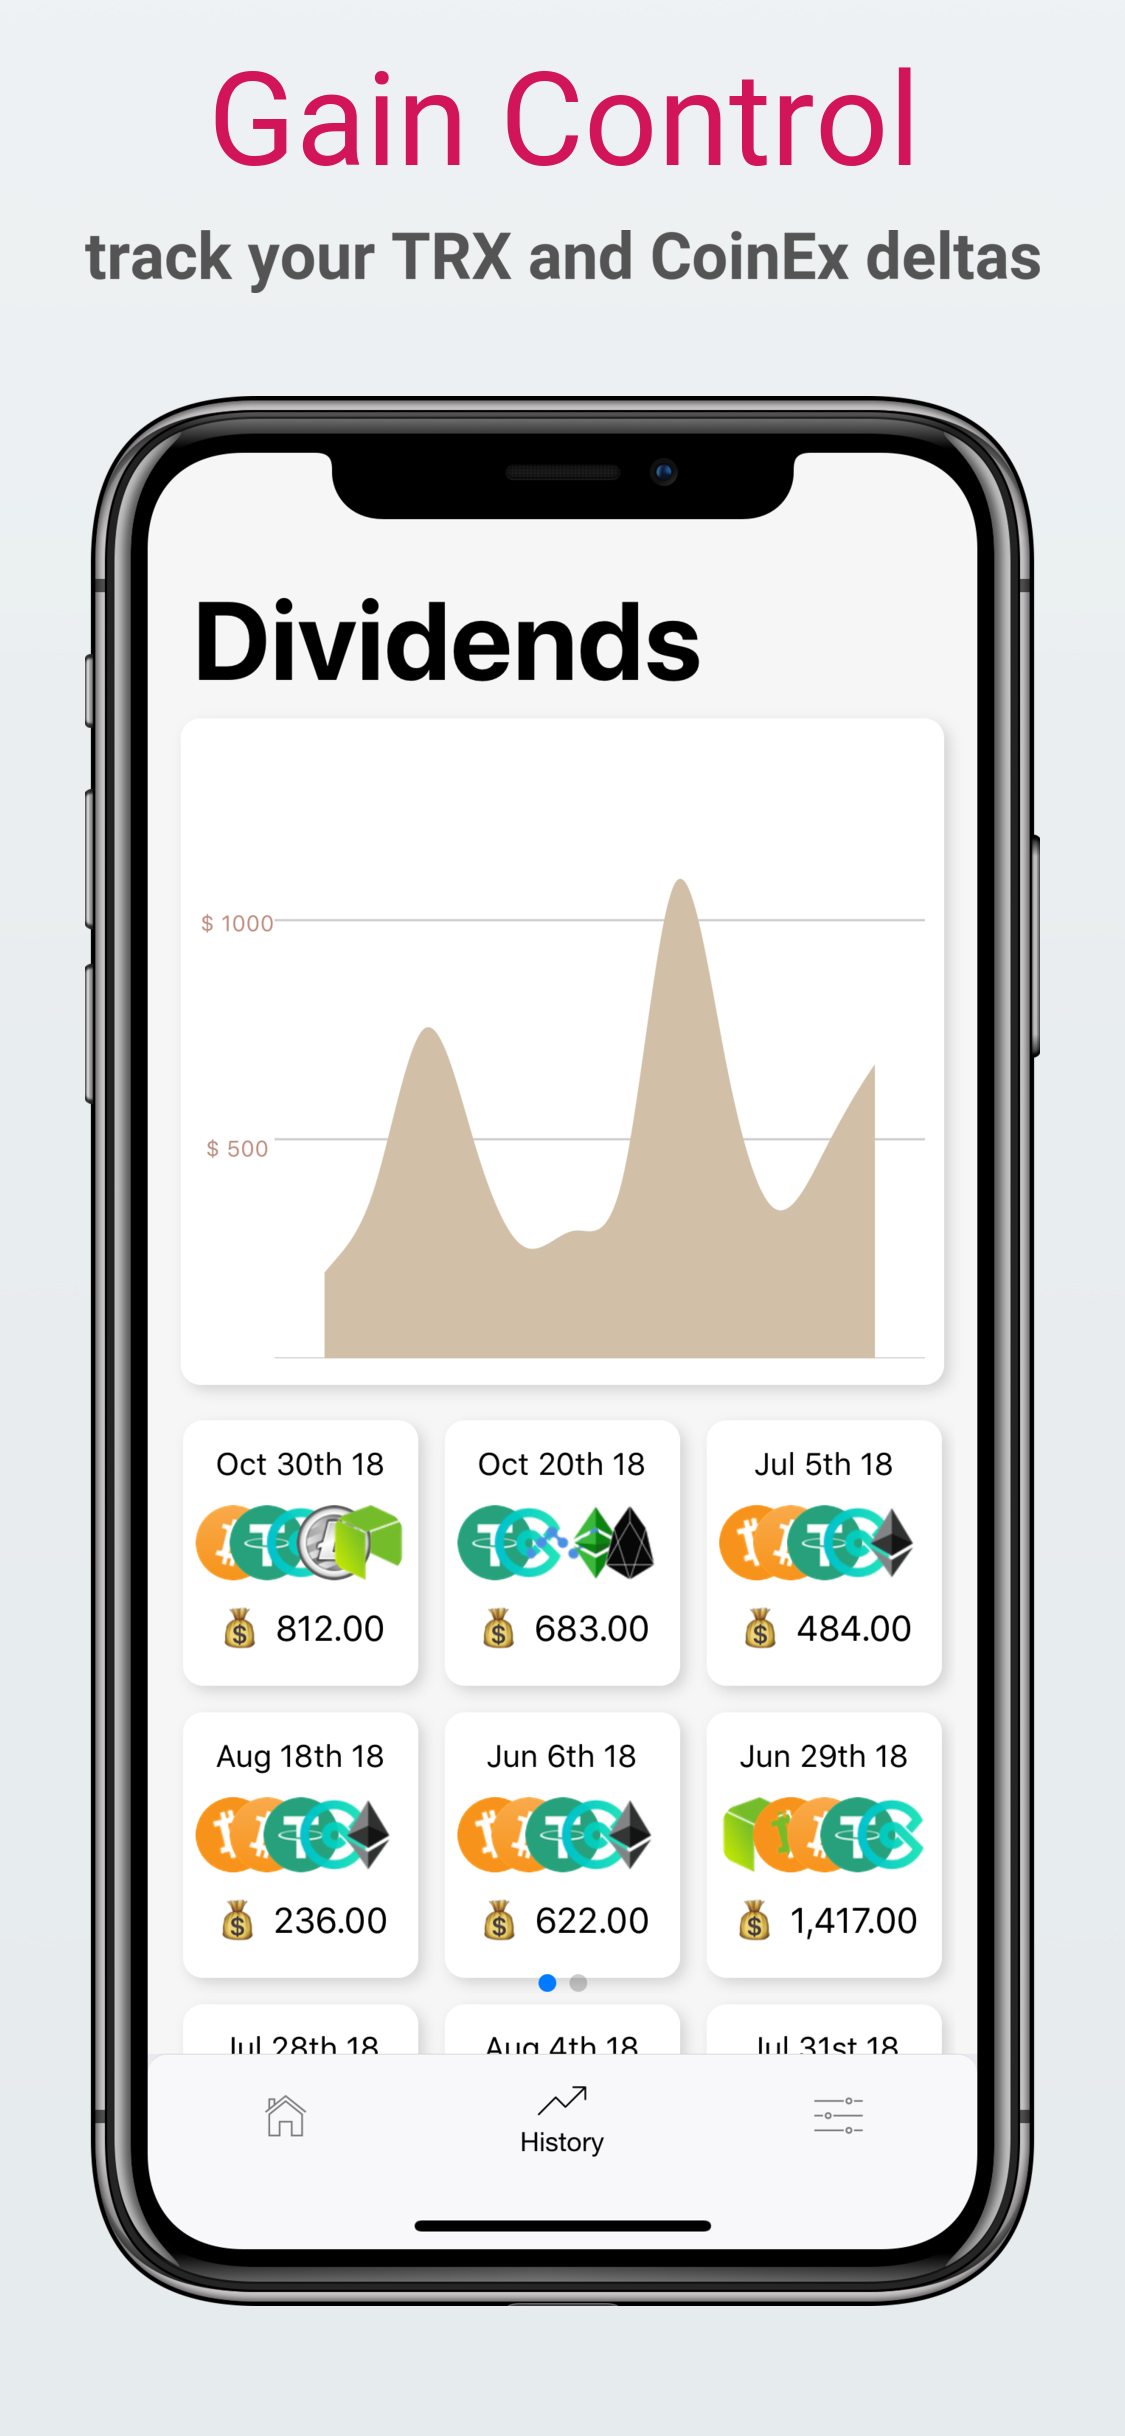 Gain Control
track your TRX and CoinEx deltas
Dividends
$ 1000
$ 500
Oct 30th 18
Oct 20th 18
Jul 5th 18
812.00
683.00
484.00
Aug 18th 18
Jun 6th 18
Jun 29th 18
236.00
622.00
1,417.00
Jul 28th 18
Aug 4th 18
Jul 31st 18
History